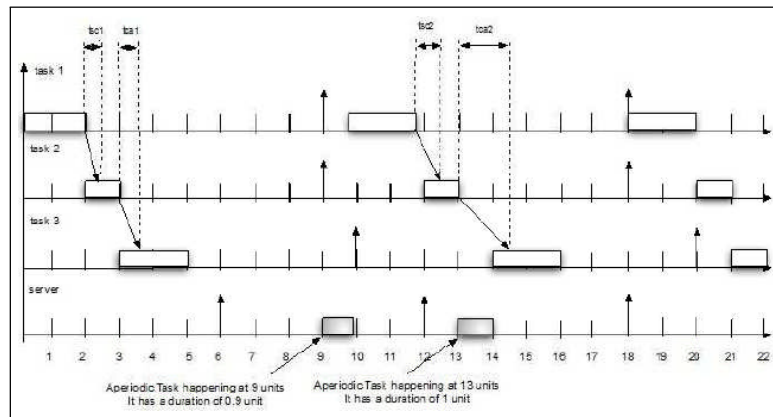 tsc1 tca1 tsc2 tca2
task 1
task 2
task 3
server
1 2 3 4 5 6 7 8 9 10 11 12 13 14 15 16 17 18 19 20 21 22
Aperiodic Task happening at 9 units
It has a duration of 0.9 unit
Aperiodic Task happening at 13 units
It has a duration of 1 unit